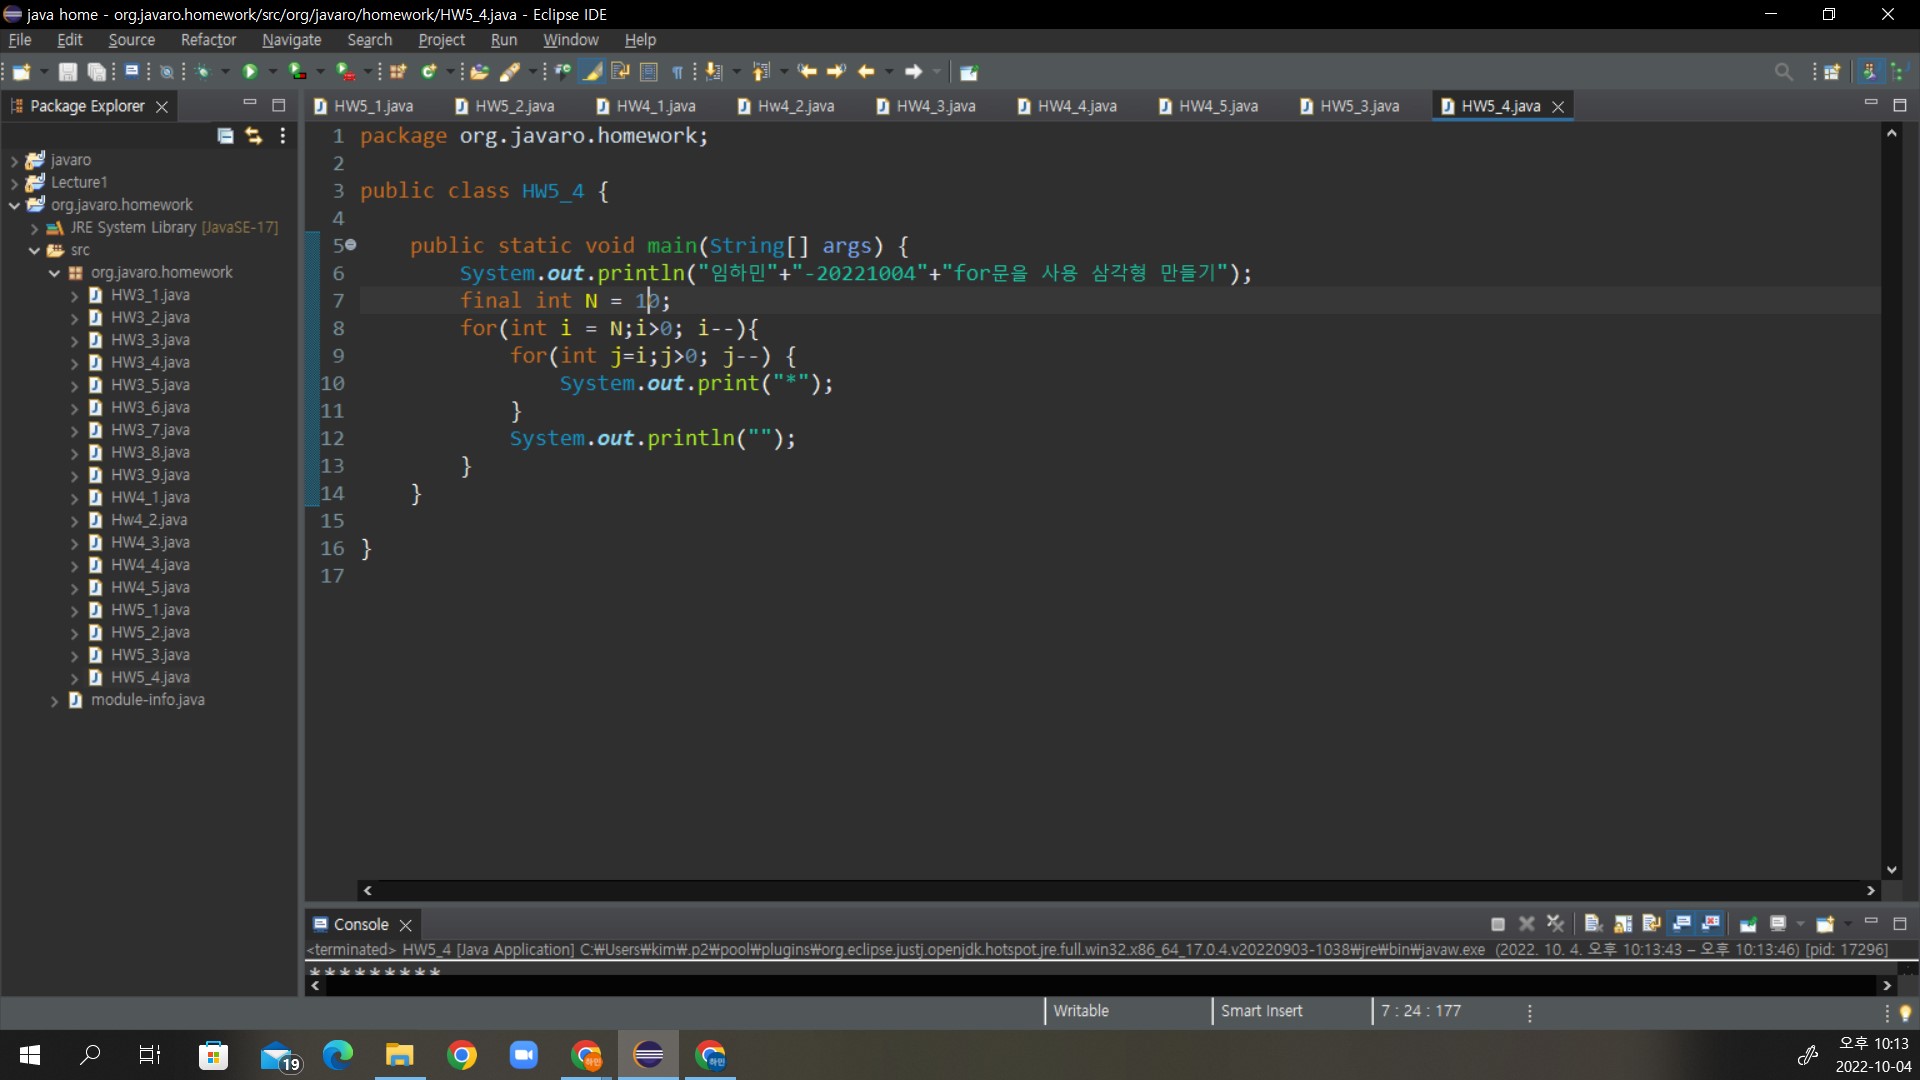 java home - org.javaro.homework/src/org/javaro/homework/HW5_4.java - Eclipse IDE
File Edit Source Refactor Navigate Search Project Run Window Help
Package Explorer
HW5_1.java HW5_2.java HW4_1.java Hw4_2.java HW4_3.java HW4_4.java HW4_5.java HW5_3.java HW5_4.java
javaro
Lecture1
org.javaro.homework
JRE System Library [JavaSE-17]
src
org.javaro.homework
HW3_1.java
HW3_2.java
HW3_3.java
HW3_4.java
HW3_5.java
HW3_6.java
HW3_7.java
HW3_8.java
HW3_9.java
HW4_1.java
Hw4_2.java
HW4_3.java
HW4_4.java
HW4_5.java
HW5_1.java
HW5_2.java
HW5_3.java
HW5_4.java
module-info.java
1 package org.javaro.homework;
2
3 public class HW5_4 {
4
5 public static void main(String[] args) {
6 System.out.println("임하민"+"-20221004"+"for문을 사용 삼각형 만들기");
7 final int N = 10;
8 for(int i = N;i>0; i--){
9 for(int j=i;j>0; j--) {
10 System.out.print("*");
11 }
12 System.out.println("");
13 }
14 }
15
16 }
17
Console
<terminated> HW5_4 [Java Application] C:₩Users₩kim₩.p2₩pool₩plugins₩org.eclipse.justj.openjdk.hotspot.jre.full.win32.x86_64_17.0.4.v20220903-1038₩jre₩bin₩javaw.exe (2022. 10. 4. 오후 10:13:43 – 오후 10:13:46) [pid: 17296]
*********
Writable Smart Insert 7 : 24 : 177
19
하민
하민
오후 10:13
2022-10-04